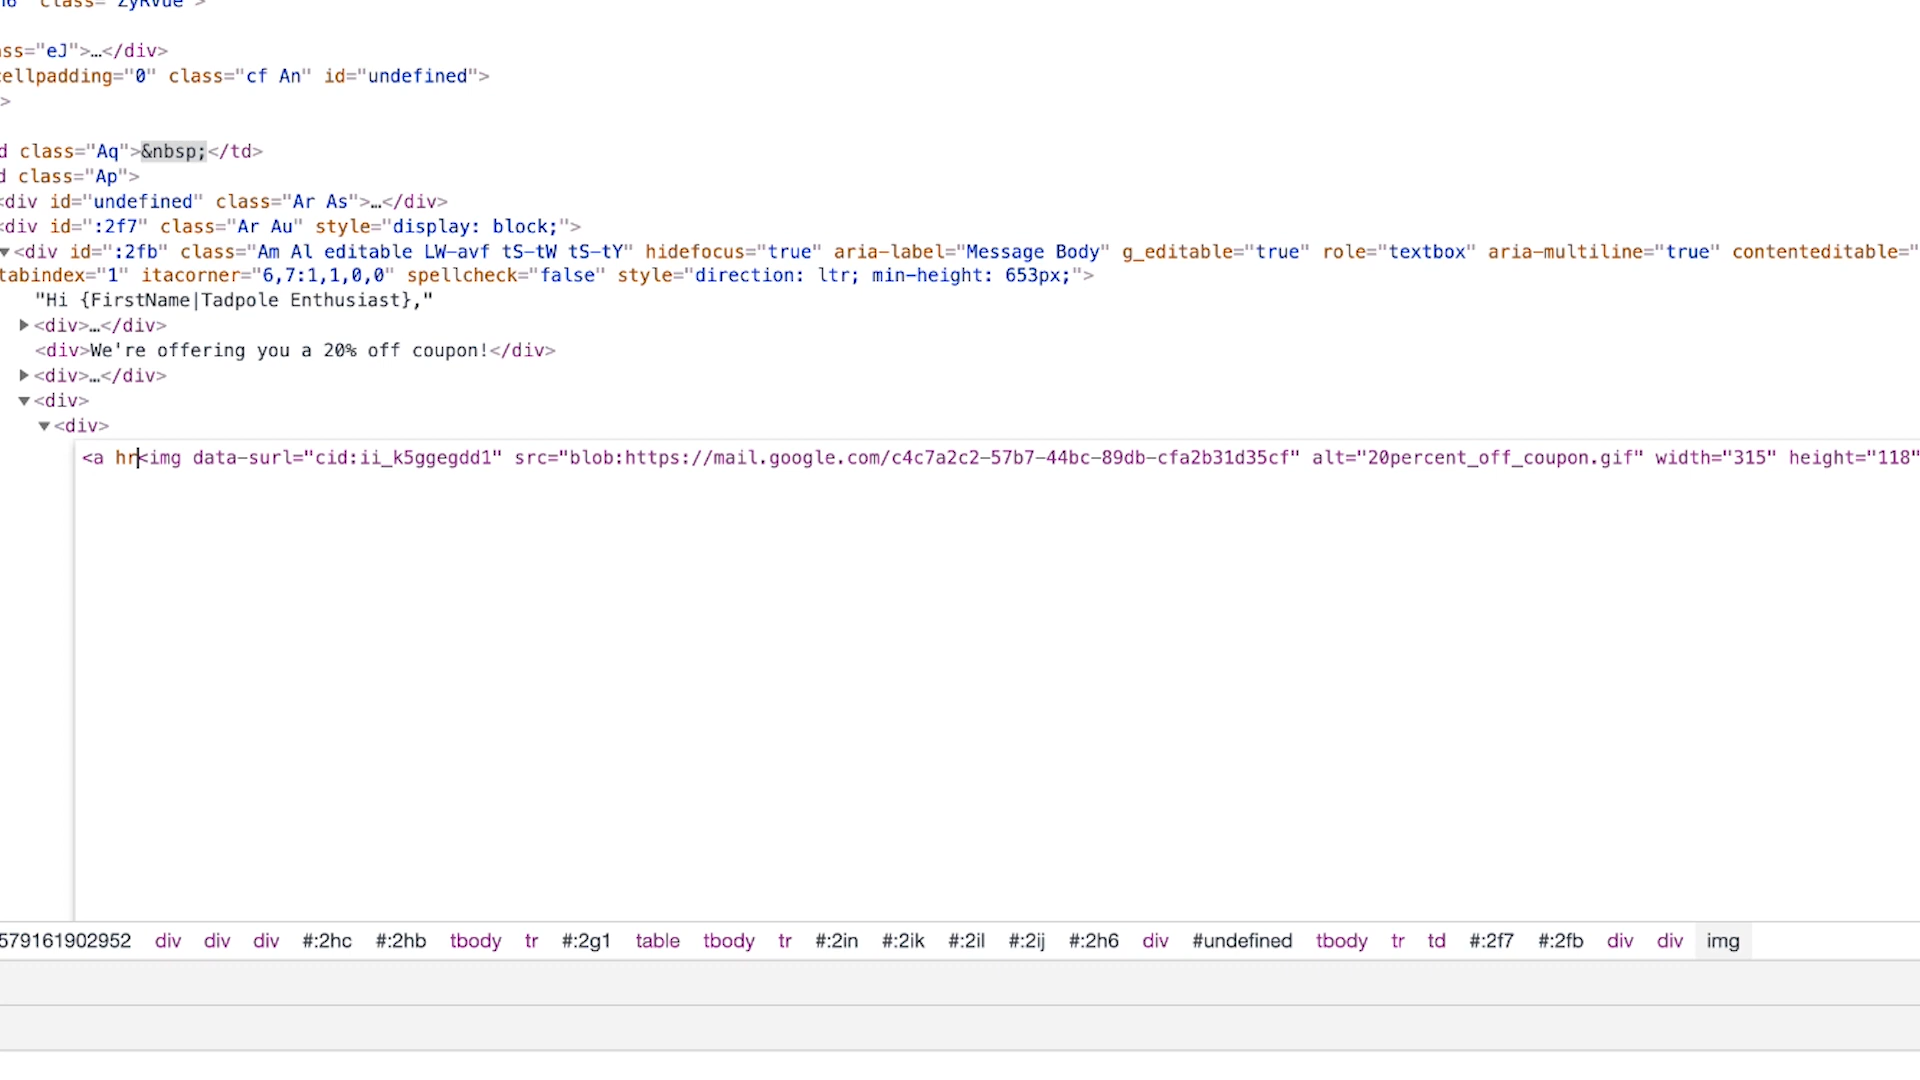 class="ZyRVue">
ass="eJ">…</div>
cellpadding="0" class="cf An" id="undefined">
>
d class="Aq">&nbsp;</td>
d class="Ap">
<div id="undefined" class="Ar As">…</div>
<div id=":2f7" class="Ar Au" style="display: block;">
▼<div id=":2fb" class="Am Al editable LW-avf tS-tW tS-tY" hidefocus="true" aria-label="Message Body" g_editable="true" role="textbox" aria-multiline="true" contenteditable="
tabindex="1" itacorner="6,7:1,1,0,0" spellcheck="false" style="direction: ltr; min-height: 653px;">
"Hi {FirstName|Tadpole Enthusiast},"
▶<div>…</div>
<div>We're offering you a 20% off coupon!</div>
▶<div>…</div>
▼<div>
▼<div>
<a hr<img data-surl="cid:ii_k5ggegdd1" src="blob:https://mail.google.com/c4c7a2c2-57b7-44bc-89db-cfa2b31d35cf" alt="20percent_off_coupon.gif" width="315" height="118"
579161902952 div div div #:2hc #:2hb tbody tr #:2g1 table tbody tr #:2in #:2ik #:2il #:2ij #:2h6 div #undefined tbody tr td #:2f7 #:2fb div div img